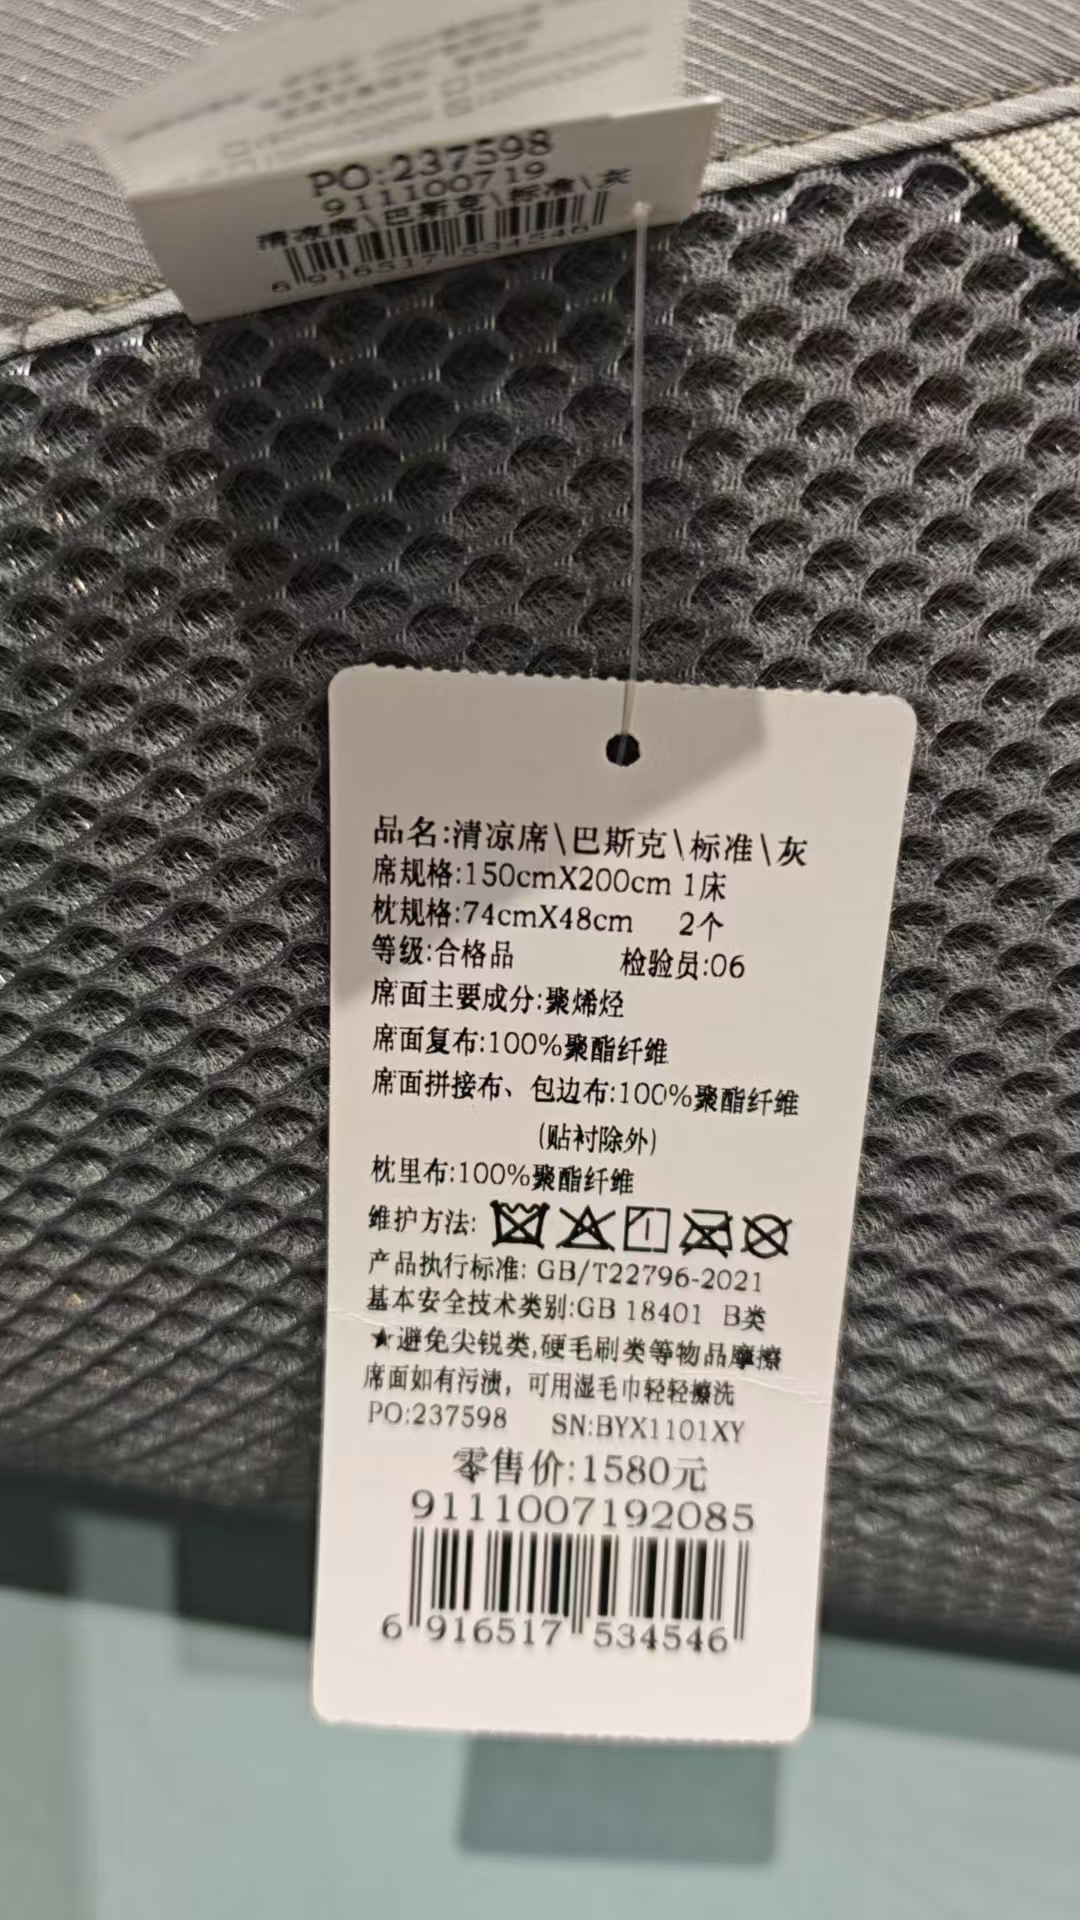 PO:237598
911100719
清凉席\巴斯克\标准\灰
6 916517 534546
品名:清凉席\巴斯克\标准\灰
席规格:150cmX200cm 1床
枕规格:74cmX48cm 2个
等级:合格品 检验员:06
席面主要成分:聚烯烃
席面复布:100%聚酯纤维
席面拼接布、包边布:100%聚酯纤维
(贴衬除外)
枕里布:100%聚酯纤维
维护方法:
产品执行标准: GB/T22796-2021
基本安全技术类别:GB 18401 B类
★避免尖锐类,硬毛刷类等物品摩擦
席面如有污渍，可用湿毛巾轻轻擦洗
PO:237598 SN:BYX1101XY
零售价:1580元
9111007192085
6 916517 534546